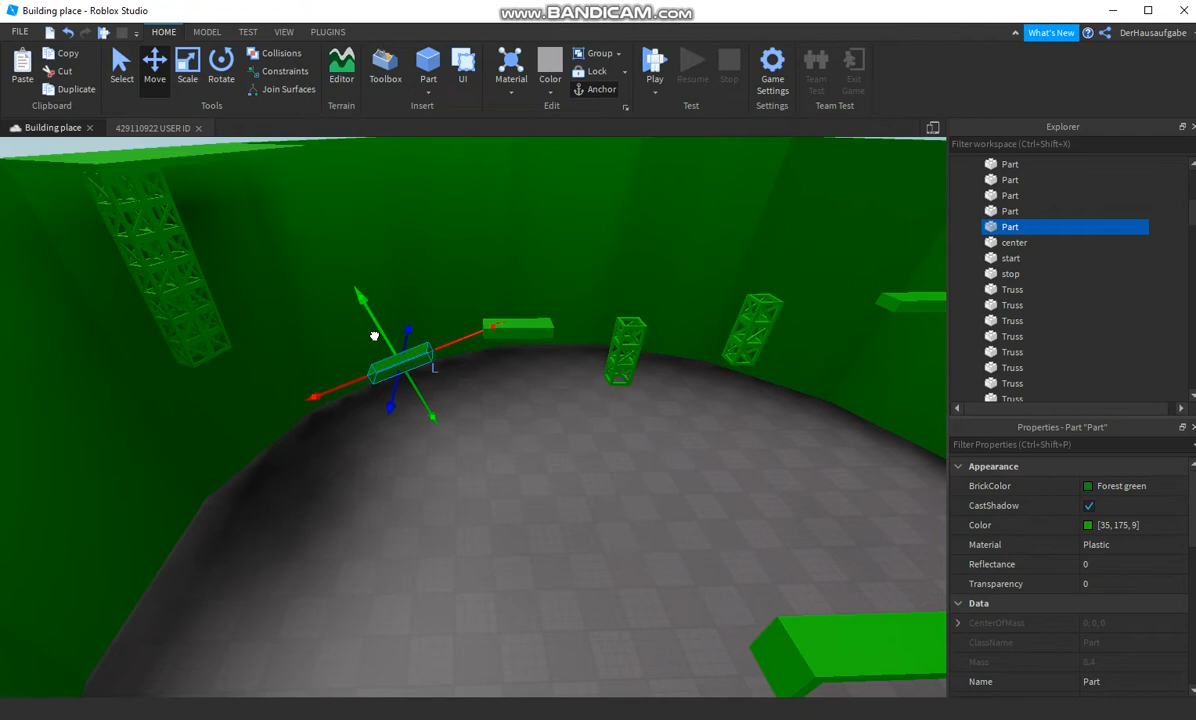 Building place - Roblox Studio
www.BANDICAM.com
FILE HOME MODEL TEST VIEW PLUGINS What's New DerHausaufgabe
Paste Copy Cut Duplicate Select Move Scale Rotate Collisions Constraints Join Surfaces Editor Toolbox Part UI Material Color Group Lock Anchor Play Resume Stop Game Settings Team Test Exit Game
Clipboard Tools Terrain Insert Edit Test Settings Team Test
Building place 429110922 USER ID
Explorer
Filter workspace (Ctrl+Shift+X)
Part
Part
Part
Part
Part
center
start
stop
Truss
Truss
Truss
Truss
Truss
Truss
Truss
Truss
L
Properties - Part "Part"
Filter Properties (Ctrl+Shift+P)
Appearance
BrickColor Forest green
CastShadow
Color [35, 175, 9]
Material Plastic
Reflectance 0
Transparency 0
Data
CenterOfMass 0; 0; 0
ClassName Part
Mass 8.4
Name Part